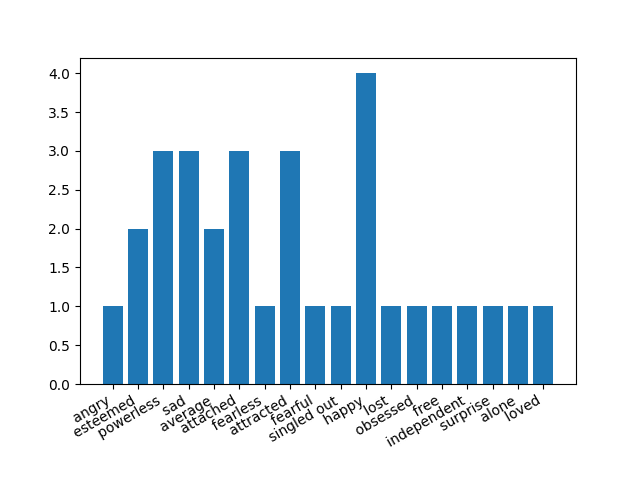 4.0
3.5
3.0
2.5
2.0
1.5
1.0
0.5
0.0
angry
esteemed
powerless
sad
average
attached
fearless
attracted
fearful
singled out
happy
lost
obsessed
free
independent
surprise
alone
loved